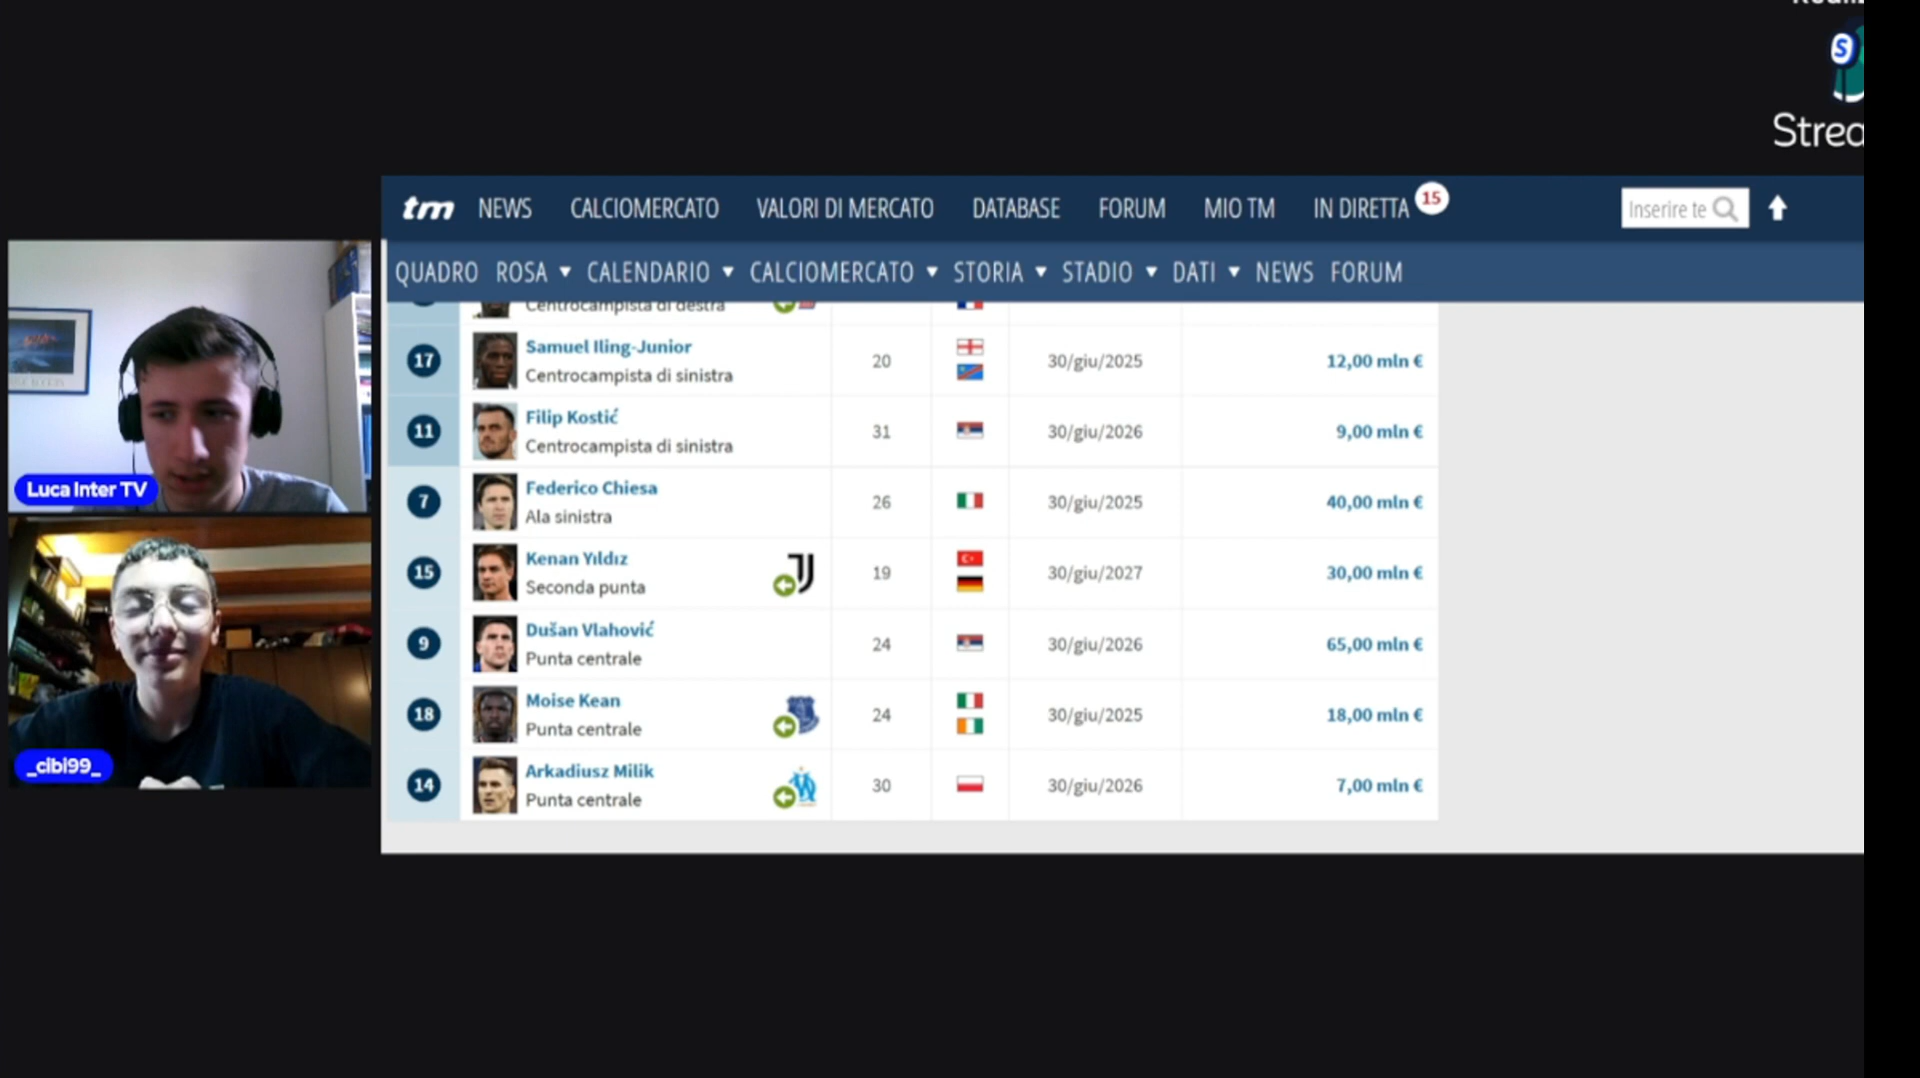 Strea
tm NEWS CALCIOMERCATO VALORI DI MERCATO DATABASE FORUM MIO TM IN DIRETTA 15 Inserire te
QUADRO ROSA CALENDARIO CALCIOMERCATO STORIA STADIO DATI NEWS FORUM
Centrocampista di destra
17 Samuel Iling-Junior 20 30/giu/2025 12,00 mln €
Centrocampista di sinistra
11 Filip Kostić 31 30/giu/2026 9,00 mln €
Centrocampista di sinistra
7 Federico Chiesa 26 30/giu/2025 40,00 mln €
Ala sinistra
15 Kenan Yıldız 19 30/giu/2027 30,00 mln €
Seconda punta
9 Dušan Vlahović 24 30/giu/2026 65,00 mln €
Punta centrale
18 Moise Kean 24 30/giu/2025 18,00 mln €
Punta centrale
14 Arkadiusz Milik 30 30/giu/2026 7,00 mln €
Punta centrale
Luca Inter TV
_cibi99_